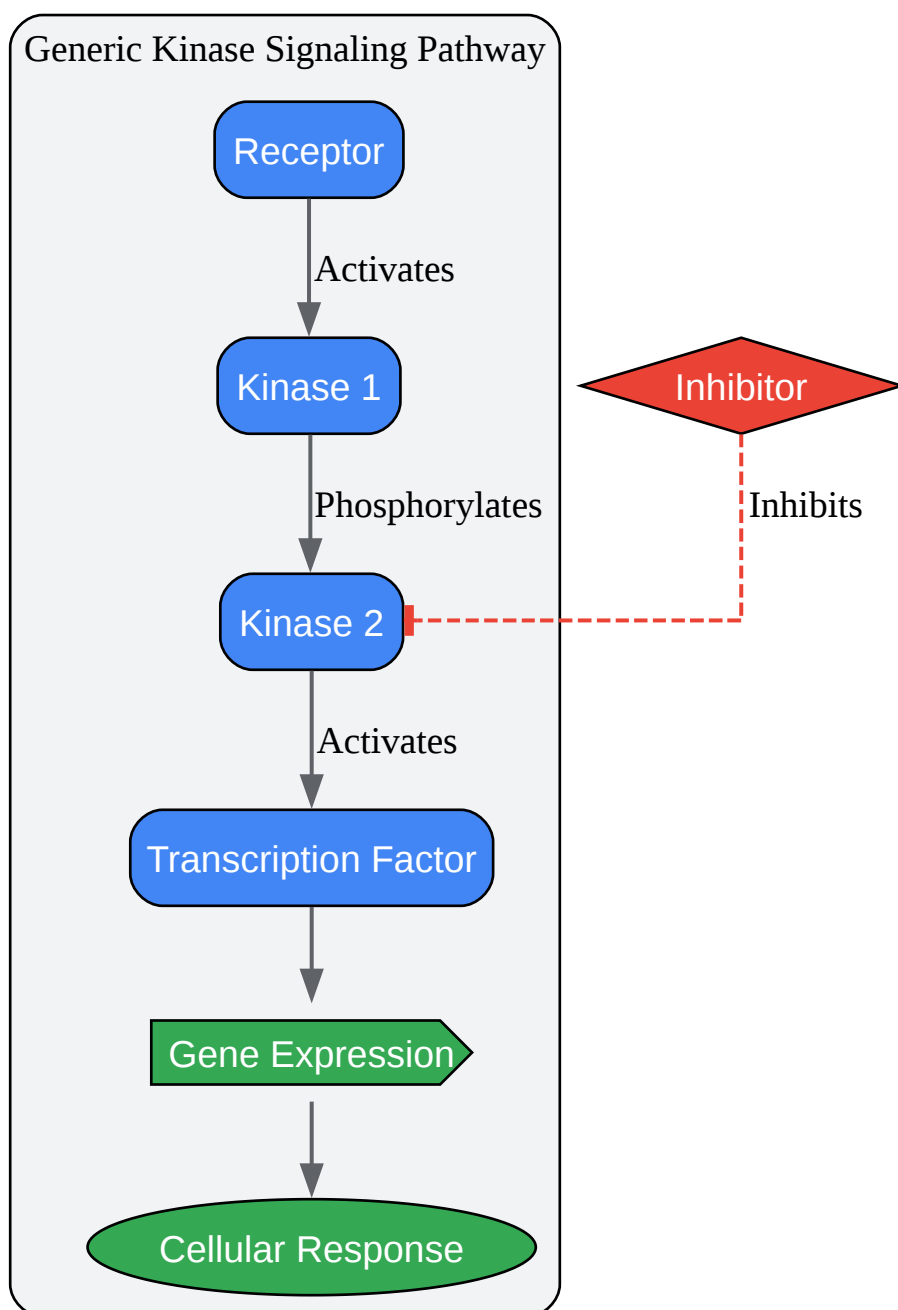 Generic Kinase Signaling Pathway
Receptor
Activates
Kinase 1
Inhibitor
Phosphorylates
Inhibits
Kinase 2
Activates
Transcription Factor
Gene Expression
Cellular Response